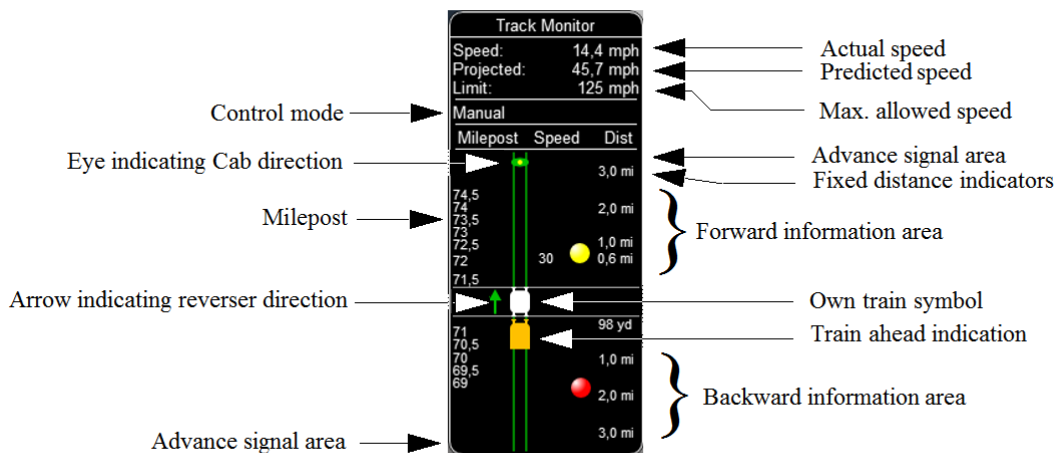 Track Monitor
Speed: 14,4 mph
Projected: 45,7 mph
Limit: 125 mph
Manual
Milepost Speed Dist
3,0 mi
74,5
74
2,0 mi
73,5
73
1,0 mi
72,5
30 0,6 mi
72
71,5
98 yd
71
70,5
70
1,0 mi
69,5
69
2,0 mi
3,0 mi
Control mode
Eye indicating Cab direction
Milepost
Arrow indicating reverser direction
Advance signal area
Actual speed
Predicted speed
Max. allowed speed
Advance signal area
Fixed distance indicators
Forward information area
Own train symbol
Train ahead indication
Backward information area